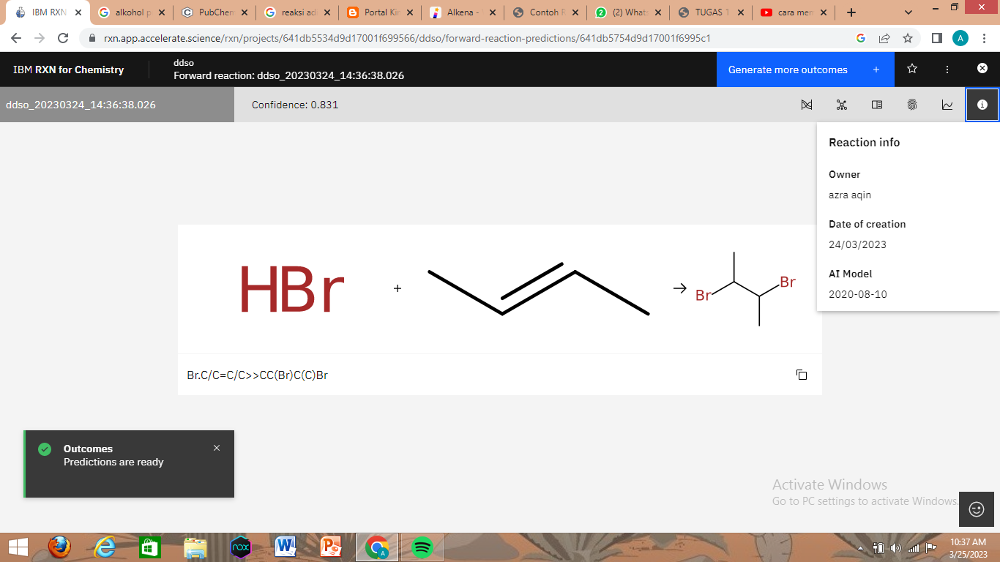 IBM RXN
alkohol p
PubChen
reaksi ad
Portal Kin
Alkena -
Contoh R
(2) Whats
TUGAS 1
cara men
rxn.app.accelerate.science/rxn/projects/641db5534d9d17001f699566/ddso/forward-reaction-predictions/641db5754d9d17001f6995c1
A
IBM RXN for Chemistry
ddso
Forward reaction: ddso_20230324_14:36:38.026
Generate more outcomes +
ddso_20230324_14:36:38.026
Confidence: 0.831
Reaction info
Owner
azra aqin
Date of creation
24/03/2023
AI Model
2020-08-10
HBr
+
→
Br
Br
Br.C/C=C/C>>CC(Br)C(C)Br
Outcomes
Predictions are ready
Activate Windows
Go to PC settings to activate Windows.
nox
A
10:37 AM
3/25/2023